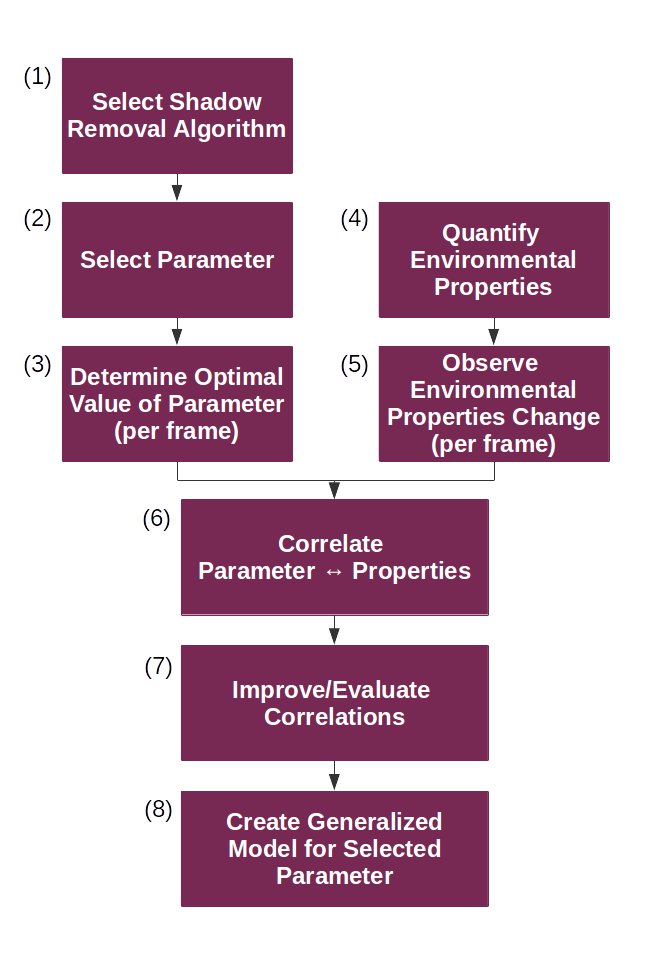 (1)
Select Shadow
Removal Algorithm
(2)
Select Parameter
(3)
Determine Optimal
Value of Parameter
(per frame)
(4)
Quantify
Environmental
Properties
(5)
Observe
Environmental
Properties Change
(per frame)
(6)
Correlate
Parameter ↔ Properties
(7)
Improve/Evaluate
Correlations
(8)
Create Generalized
Model for Selected
Parameter